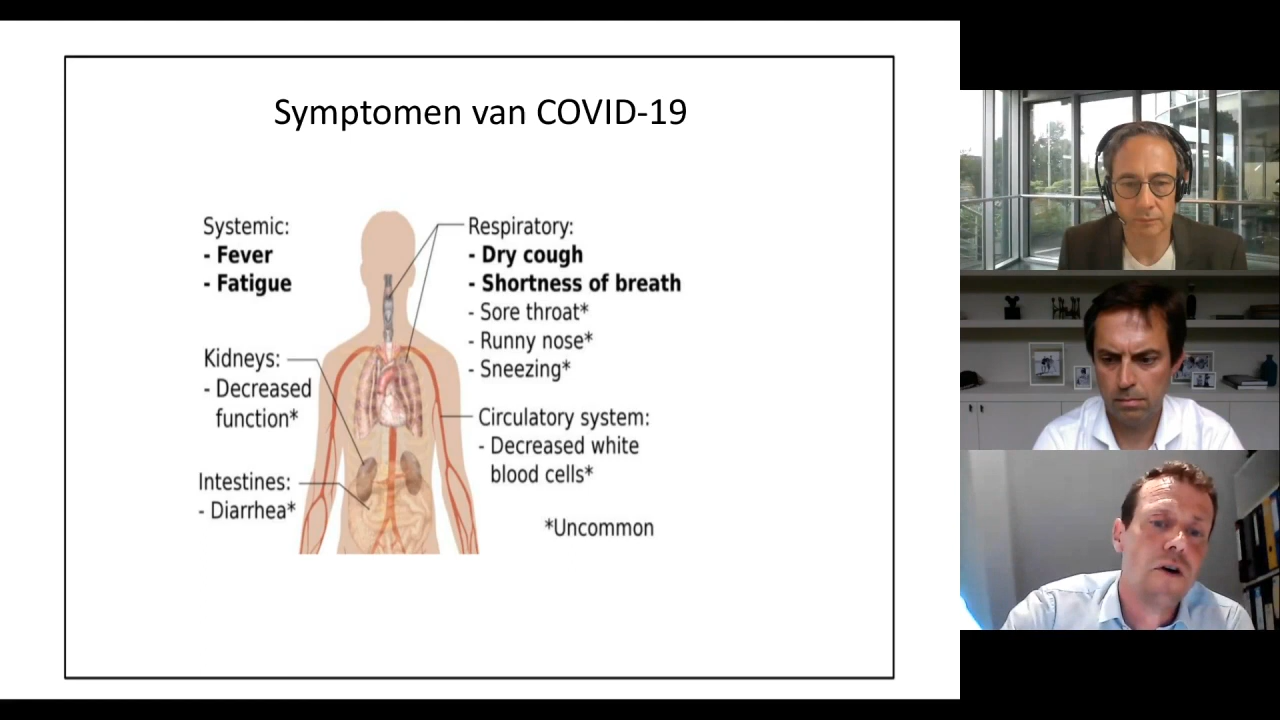 Symptomen van COVID-19
Systemic:
- Fever
- Fatigue
Kidneys:
- Decreased
function*
Intestines:
- Diarrhea*
Respiratory:
- Dry cough
- Shortness of breath
- Sore throat*
- Runny nose*
- Sneezing*
Circulatory system:
- Decreased white
blood cells*
*Uncommon